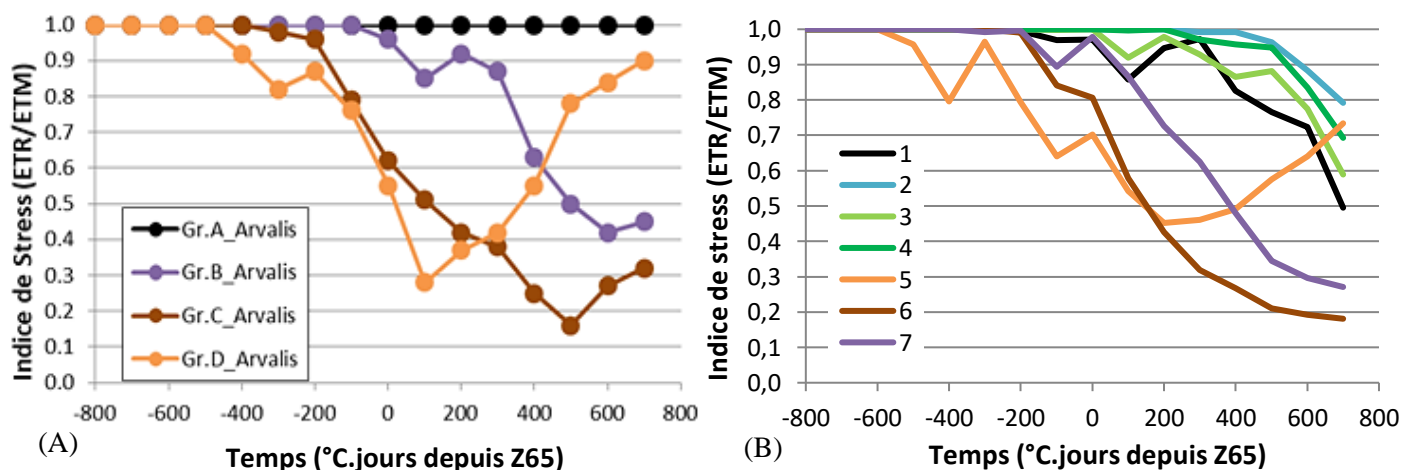 Indice de Stress (ETR/ETM)
1.0
0.9
0.8
0.7
0.6
0.5
0.4
0.3
0.2
0.1
0.0
Gr.A_Arvalis
Gr.B_Arvalis
Gr.C_Arvalis
Gr.D_Arvalis
-800 -600 -400 -200 0 200 400 600 800
(A)
Temps (°C.jours depuis Z65)
Indice de stress (ETR/ETM)
1,0
0,9
0,8
0,7
0,6
0,5
0,4
0,3
0,2
0,1
0,0
1
2
3
4
5
6
7
-800 -600 -400 -200 0 200 400 600 800
(B)
Temps (°C.jours depuis Z65)